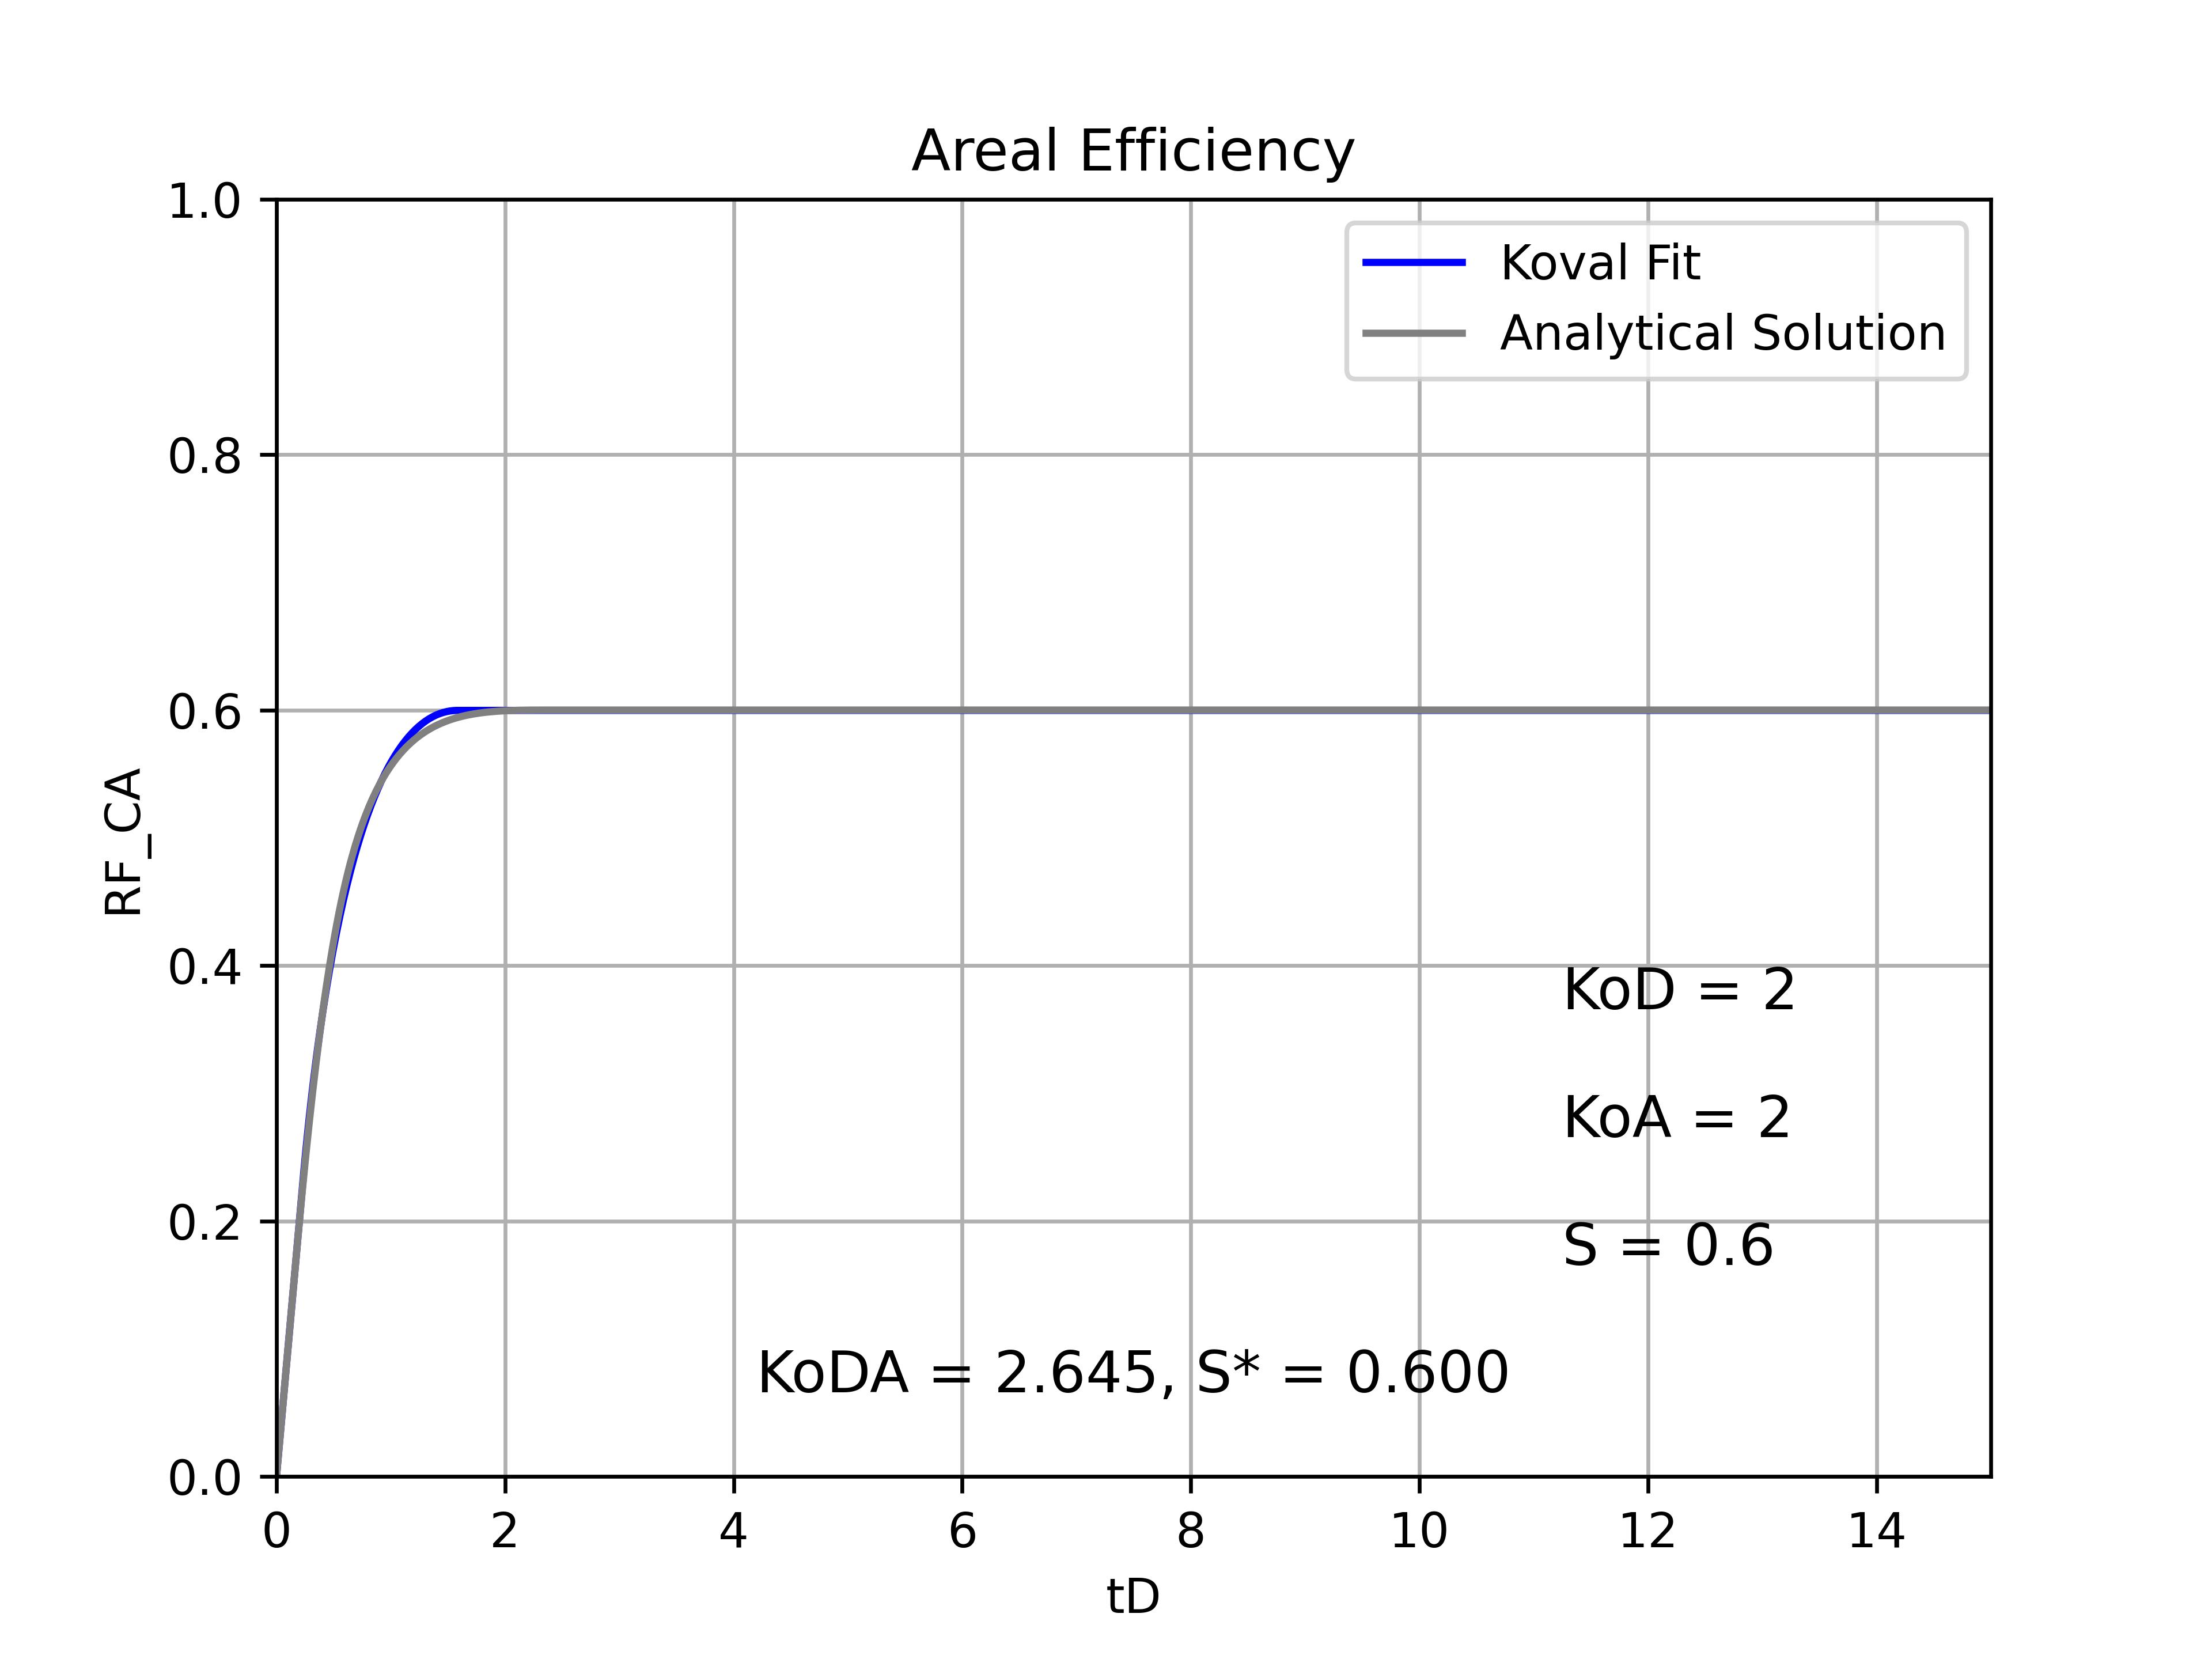 Areal Efficiency
1.0
0.8
0.6
0.4
0.2
0.0
RF_CA
Koval Fit
Analytical Solution
KoD = 2
KoA = 2
S = 0.6
KoDA = 2.645, S* = 0.600
0 2 4 6 8 10 12 14
tD